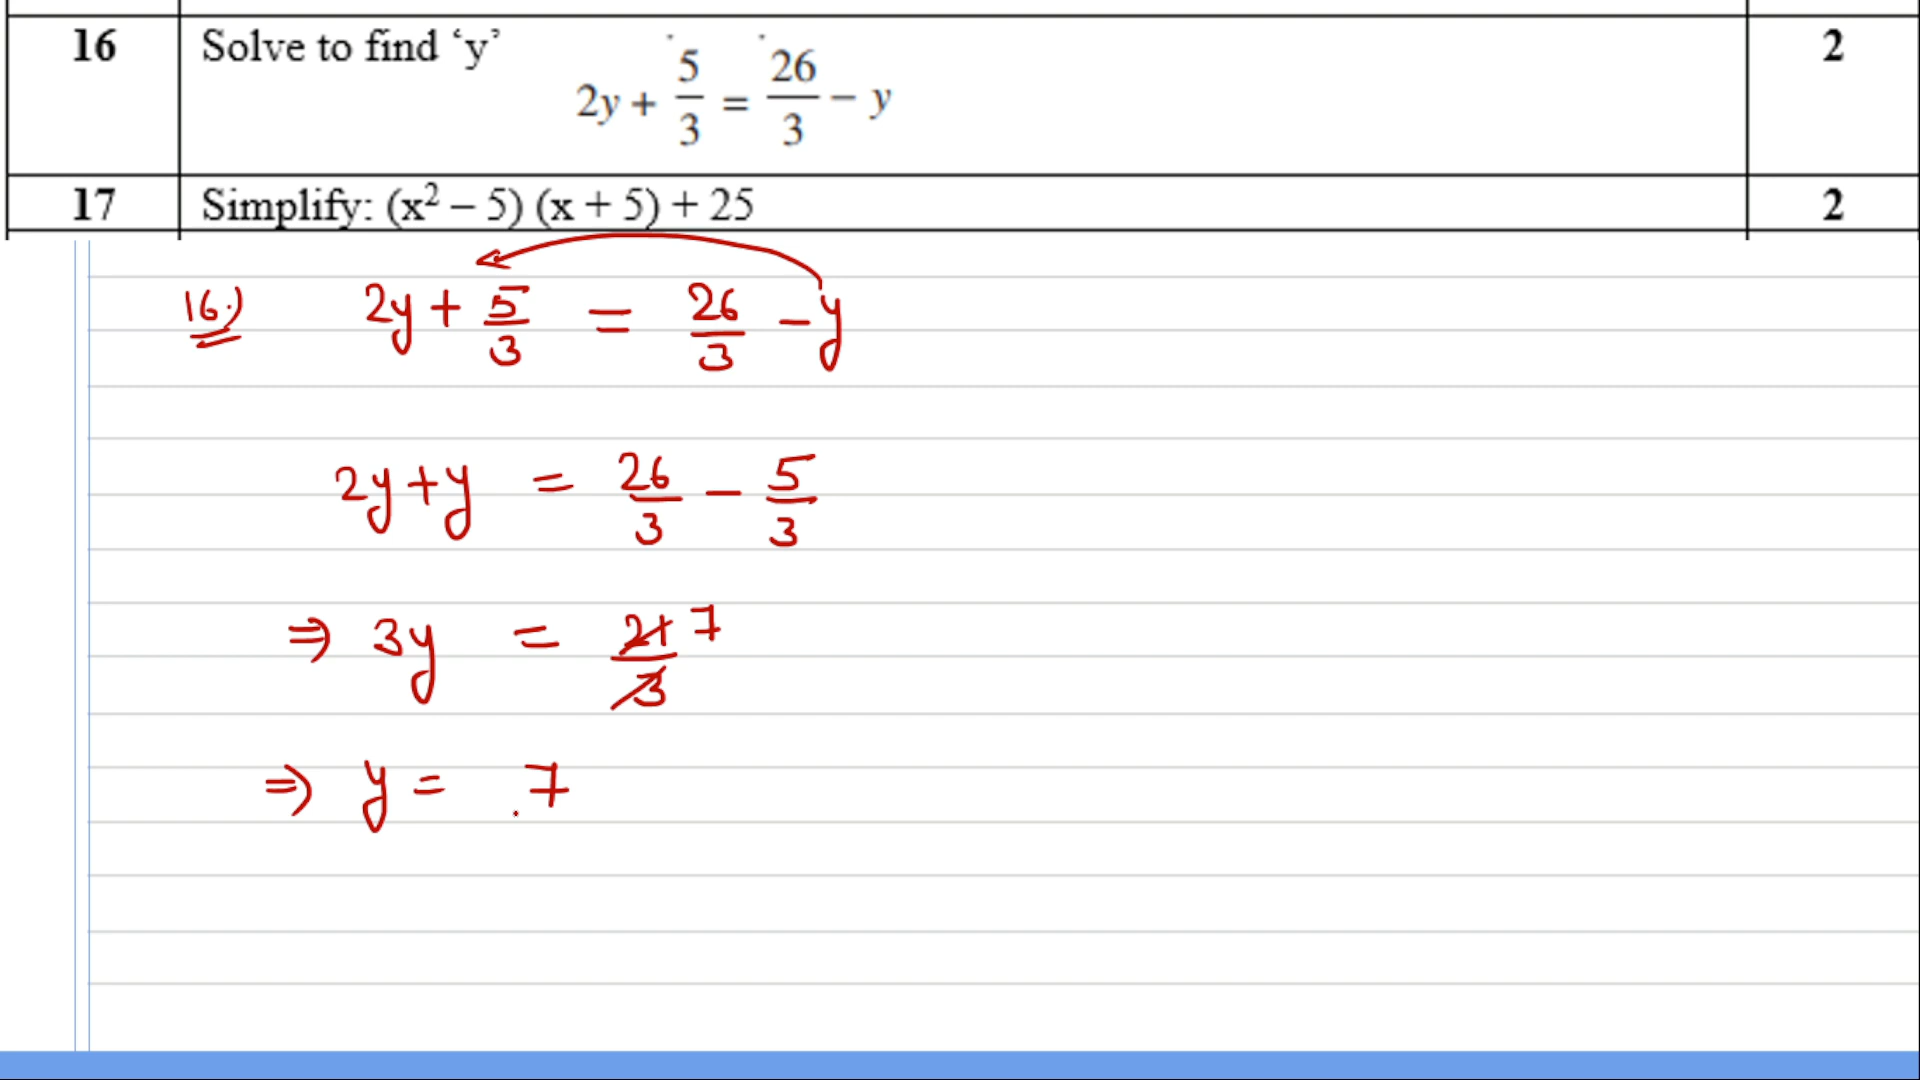 16 Solve to find ‘y’ 2y + 5/3 = 26/3 − y 2
17 Simplify: (x² – 5) (x + 5) + 25 2
16.) 2y + 5/3 = 26/3 − y
2y + y = 26/3 − 5/3
⇒ 3y = 21/3 7
⇒ y = .7